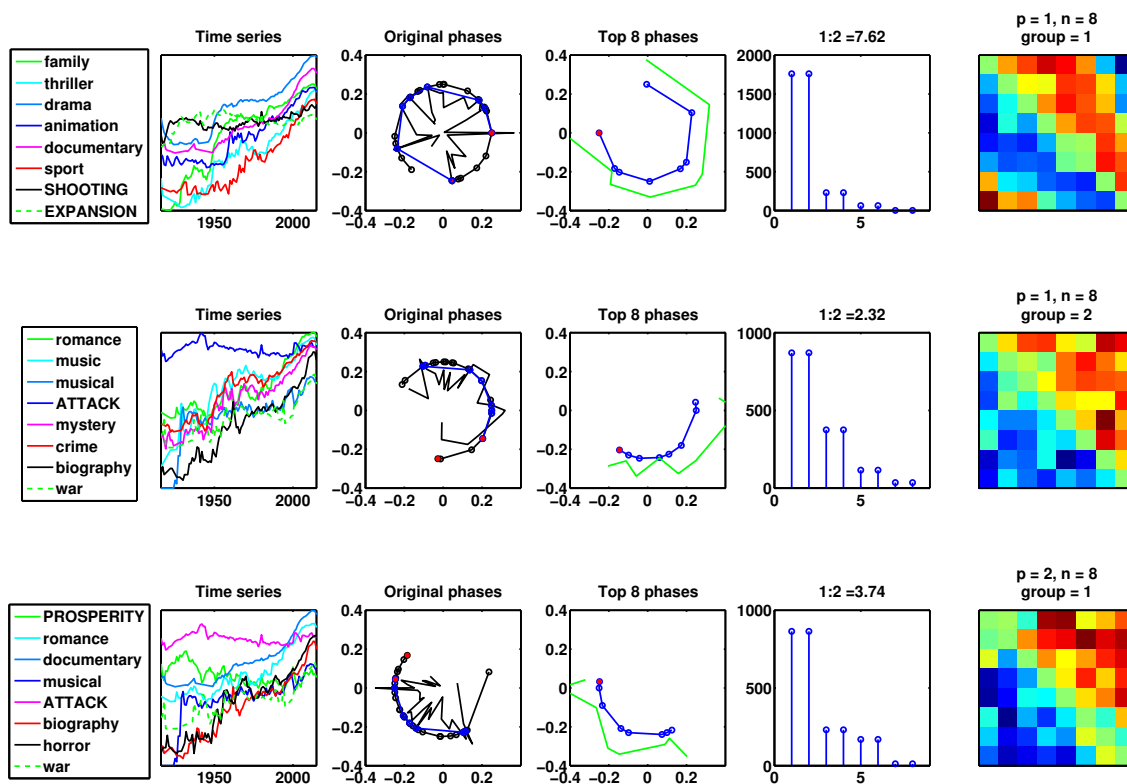 Time series
Original phases
Top 8 phases
1:2 =7.62
p = 1, n = 8
group = 1
family
thriller
drama
animation
documentary
sport
SHOOTING
EXPANSION
1950 2000
0.4
0.2
0
−0.2
−0.4
−0.4 −0.2 0 0.2
0.4
0.2
0
−0.2
−0.4
−0.4 −0.2 0 0.2
2000
1500
1000
500
0
0 5
Time series
Original phases
Top 8 phases
1:2 =2.32
p = 1, n = 8
group = 2
romance
music
musical
ATTACK
mystery
crime
biography
war
1950 2000
0.4
0.2
0
−0.2
−0.4
−0.4 −0.2 0 0.2
0.4
0.2
0
−0.2
−0.4
−0.4 −0.2 0 0.2
1000
500
0
5
Time series
Original phases
Top 8 phases
1:2 =3.74
p = 2, n = 8
group = 1
PROSPERITY
romance
documentary
musical
ATTACK
biography
horror
war
1950 2000
0.4
0.2
0
−0.2
−0.4
−0.4 −0.2 0 0.2
0.4
0.2
0
−0.2
−0.4
−0.4 −0.2 0 0.2
1000
500
0
5